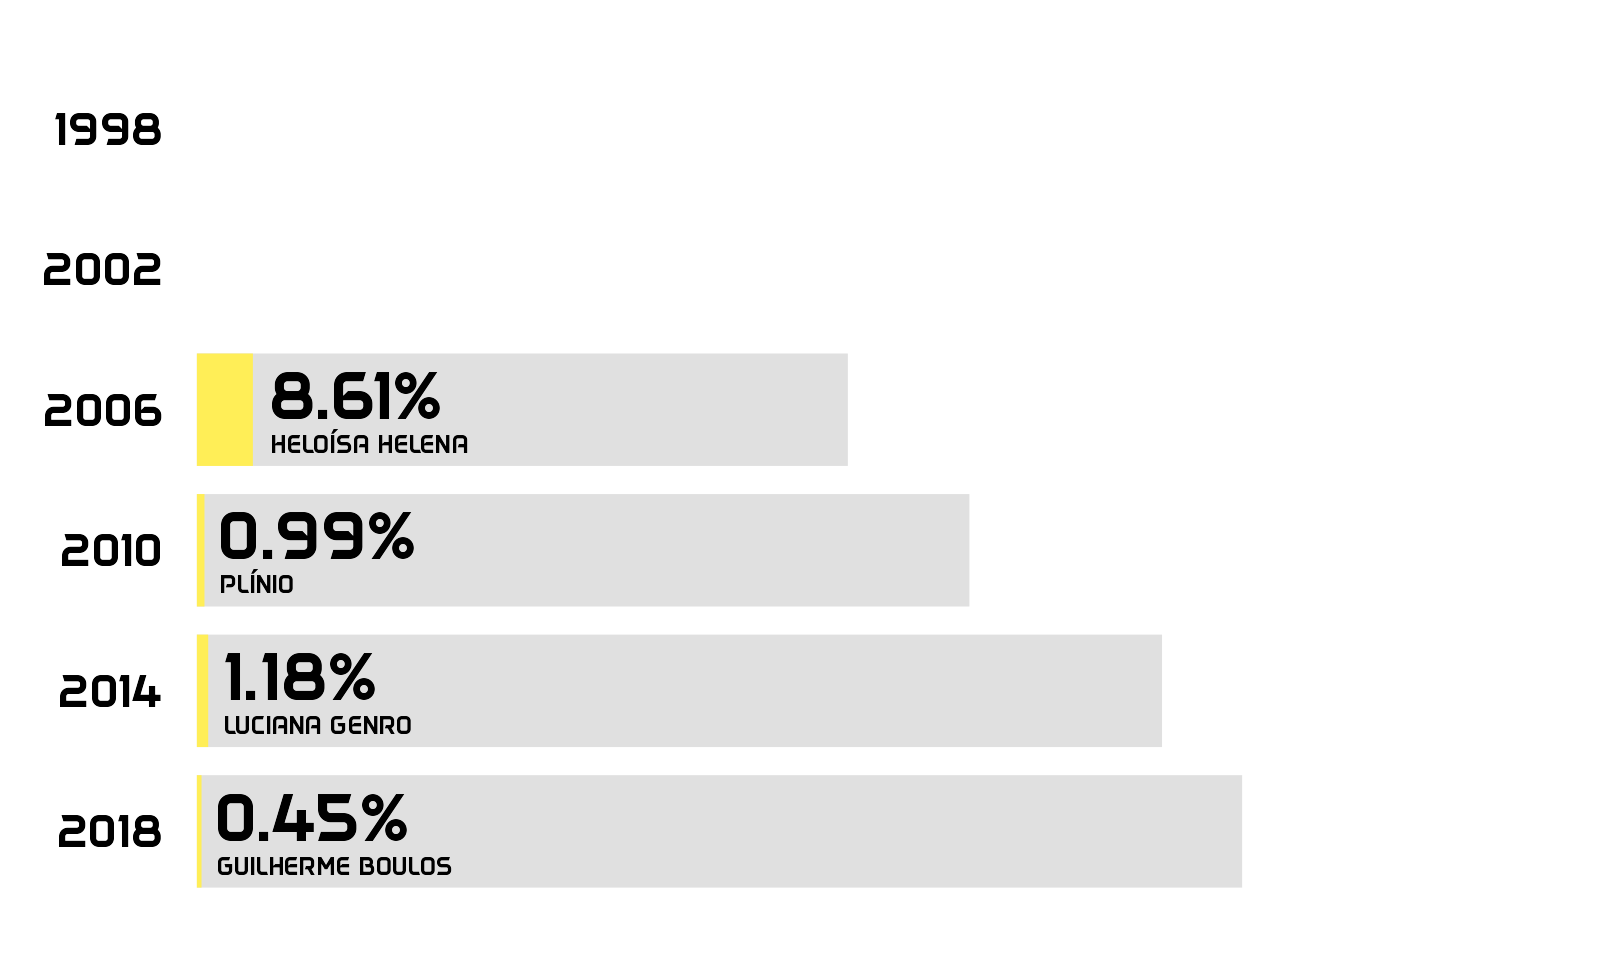 1998
2002
2006
8.61%
HELOÍSA HELENA
2010
0.99%
PLÍNIO
2014
1.18%
LUCIANA GENRO
2018
0.45%
GUILHERME BOULOS